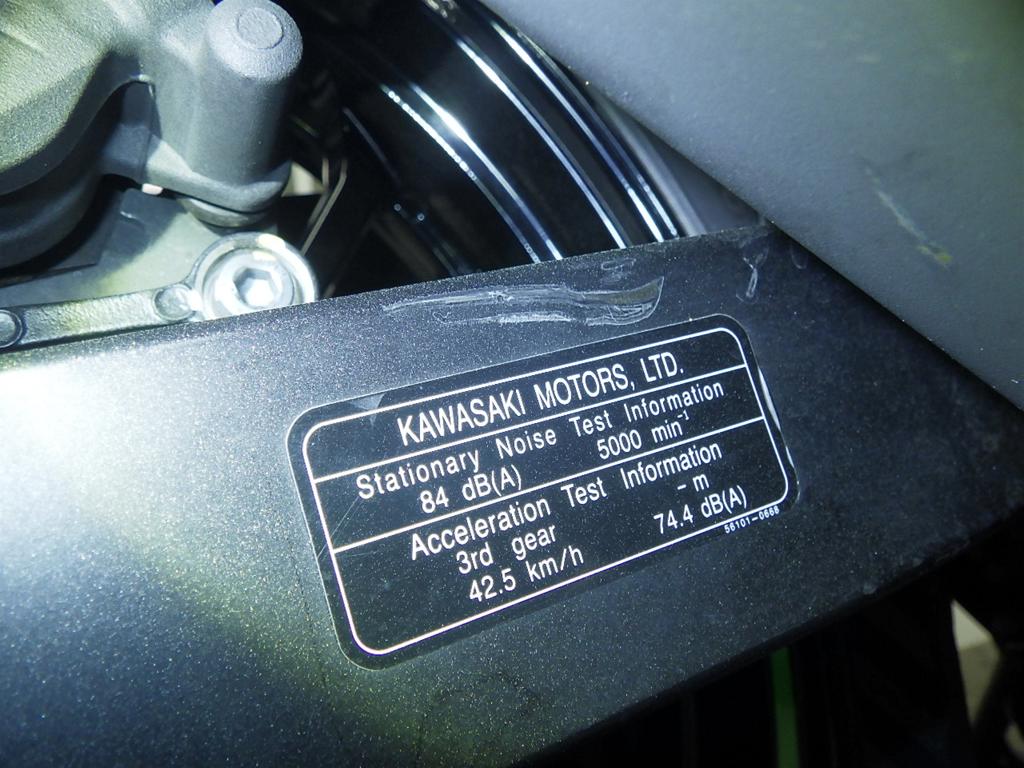 KAWASAKI MOTORS, LTD.
Stationary Noise Test Information
84 dB(A) 5000 min⁻¹
Acceleration Test Information
3rd gear – m
42.5 km/h 74.4 dB(A)
56101-0668